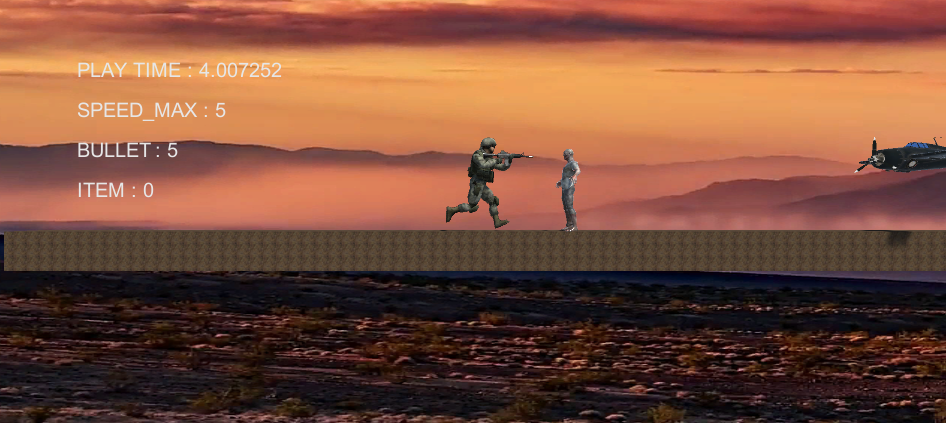 PLAY TIME : 4.007252
SPEED_MAX : 5
BULLET : 5
ITEM : 0